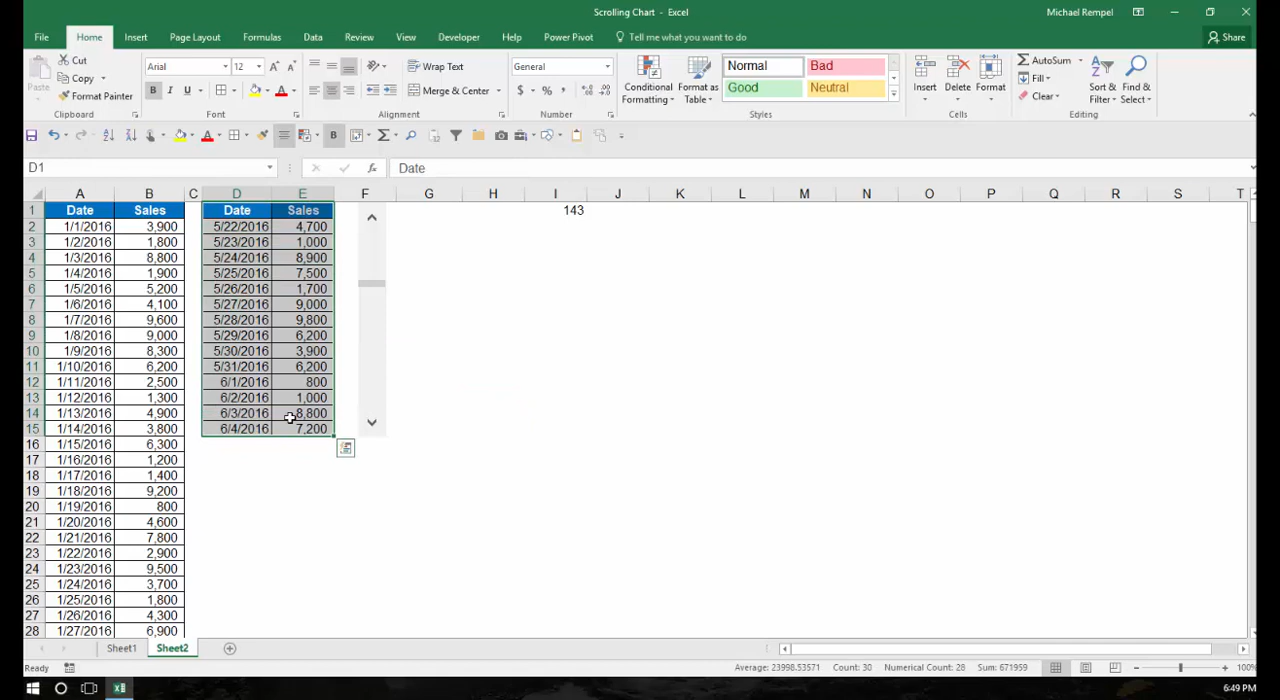 Scrolling Chart - Excel
Michael Rempel
File Home Insert Page Layout Formulas Data Review View Developer Help Power Pivot Tell me what you want to do Share
Paste Cut Copy Format Painter
Arial 12 General
Wrap Text Merge & Center
Conditional Formatting Format as Table
Normal Bad Good Neutral
Insert Delete Format
AutoSum Fill Clear Sort & Filter Find & Select
Clipboard Font Alignment Number Styles Cells Editing
D1 Date
A B C D E F G H I J K L M N O P Q R S T
1 Date Sales Date Sales 143
2 1/1/2016 3,900 5/22/2016 4,700
3 1/2/2016 1,800 5/23/2016 1,000
4 1/3/2016 8,800 5/24/2016 8,900
5 1/4/2016 1,900 5/25/2016 7,500
6 1/5/2016 5,200 5/26/2016 1,700
7 1/6/2016 4,100 5/27/2016 9,000
8 1/7/2016 9,600 5/28/2016 9,800
9 1/8/2016 9,000 5/29/2016 6,200
10 1/9/2016 8,300 5/30/2016 3,900
11 1/10/2016 6,200 5/31/2016 6,200
12 1/11/2016 2,500 6/1/2016 800
13 1/12/2016 1,300 6/2/2016 1,000
14 1/13/2016 4,900 6/3/2016 8,800
15 1/14/2016 3,800 6/4/2016 7,200
16 1/15/2016 6,300
17 1/16/2016 1,200
18 1/17/2016 1,400
19 1/18/2016 9,200
20 1/19/2016 800
21 1/20/2016 4,600
22 1/21/2016 7,800
23 1/22/2016 2,900
24 1/23/2016 9,500
25 1/24/2016 3,700
26 1/25/2016 1,800
27 1/26/2016 4,300
28 1/27/2016 6,900
Sheet1 Sheet2
Ready Average: 23998.53571 Count: 30 Numerical Count: 28 Sum: 671959 100%
6:49 PM